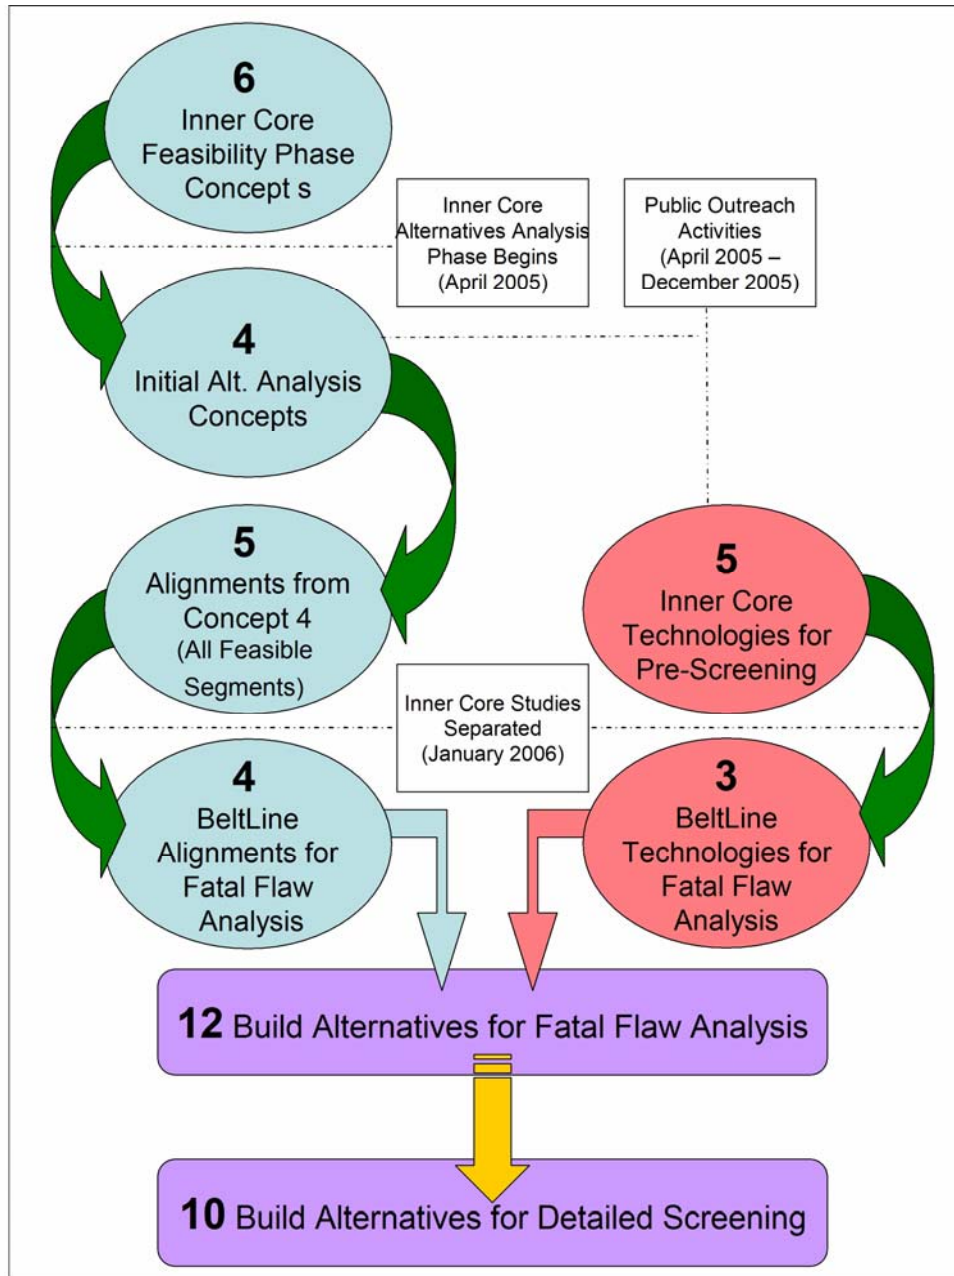 6
Inner Core
Feasibility Phase
Concept s
Inner Core
Alternatives Analysis
Phase Begins
(April 2005)
Public Outreach
Activities
(April 2005 –
December 2005)
4
Initial Alt. Analysis
Concepts
5
Alignments from
Concept 4
(All Feasible
Segments)
5
Inner Core
Technologies for
Pre-Screening
Inner Core Studies
Separated
(January 2006)
4
BeltLine
Alignments for
Fatal Flaw
Analysis
3
BeltLine
Technologies for
Fatal Flaw
Analysis
12 Build Alternatives for Fatal Flaw Analysis
10 Build Alternatives for Detailed Screening